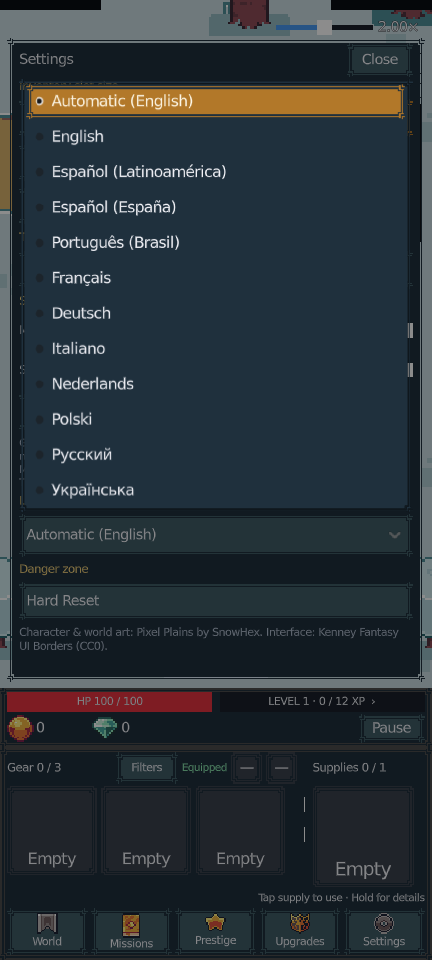 2.00x
Settings
Close
Automatic (English)
English
Español (Latinoamérica)
Español (España)
Português (Brasil)
Français
Deutsch
Italiano
Nederlands
Polski
Русский
Українська
Automatic (English)
Danger zone
Hard Reset
Character & world art: Pixel Plains by SnowHex. Interface: Kenney Fantasy
UI Borders (CC0).
HP 100 / 100
LEVEL 1 · 0 / 12 XP ›
0
0
Pause
Gear 0 / 3
Filters
Equipped
—
—
Supplies 0 / 1
Empty
Empty
Empty
Empty
Tap supply to use · Hold for details
World
Missions
Prestige
Upgrades
Settings